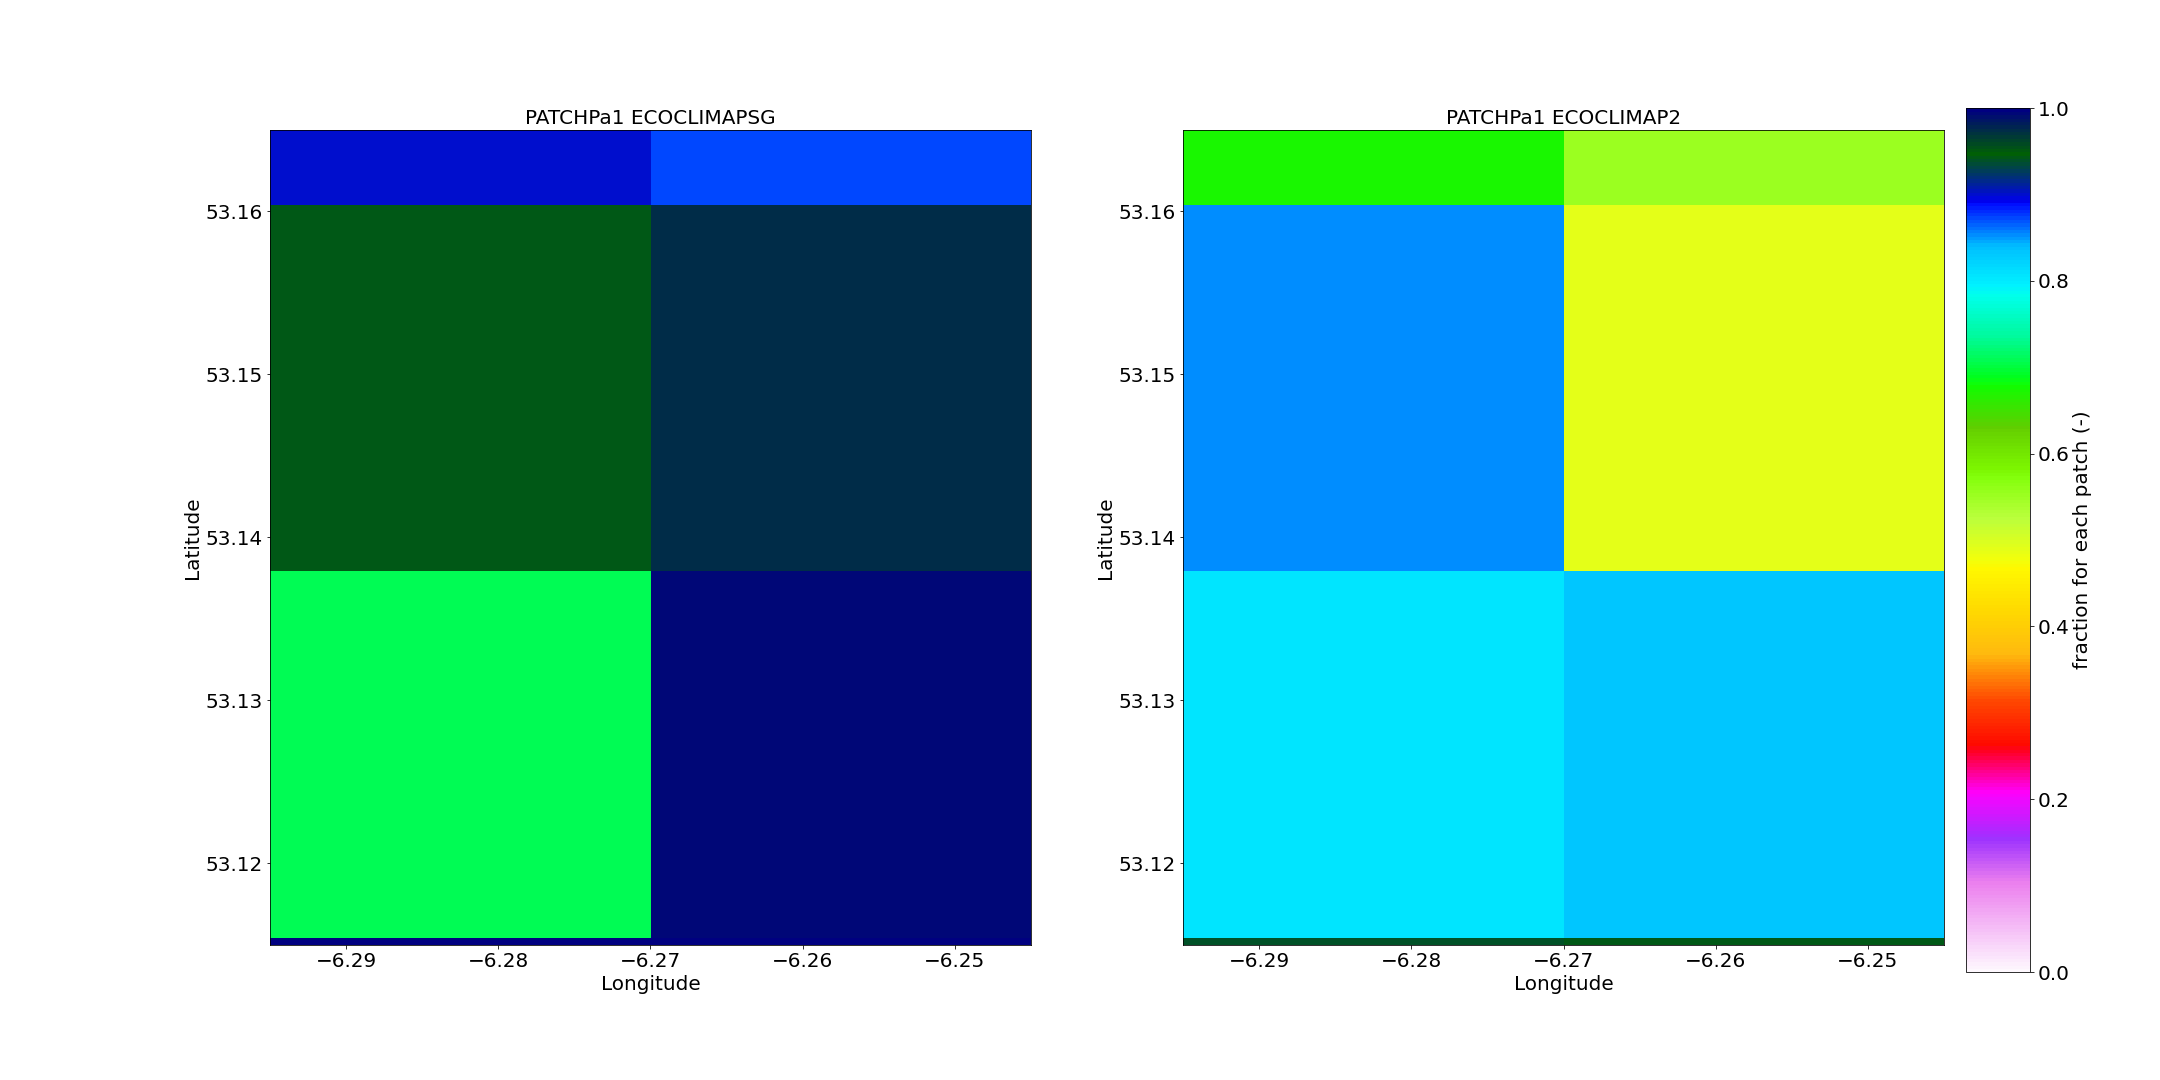 PATCHPa1 ECOCLIMAPSG
Latitude
53.16
53.15
53.14
53.13
53.12
−6.29 −6.28 −6.27 −6.26 −6.25
Longitude
PATCHPa1 ECOCLIMAP2
Latitude
53.16
53.15
53.14
53.13
53.12
−6.29 −6.28 −6.27 −6.26 −6.25
Longitude
1.0
0.8
0.6
0.4
0.2
0.0
fraction for each patch (-)